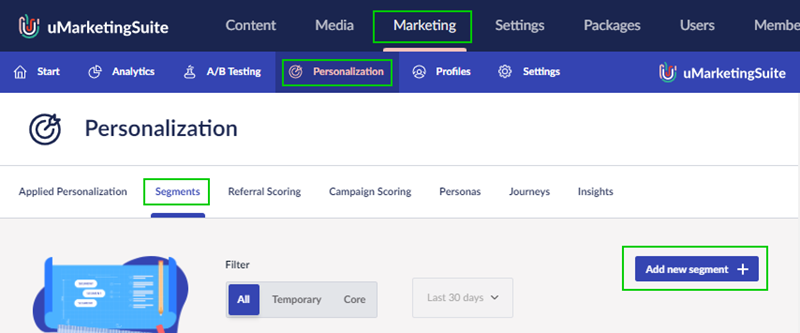 uMarketingSuite Content Media Marketing Settings Packages Users Membe
Start Analytics A/B Testing Personalization Profiles Settings uMarketingSuite
Personalization
Applied Personalization Segments Referral Scoring Campaign Scoring Personas Journeys Insights
Filter
Add new segment +
All Temporary Core Last 30 days